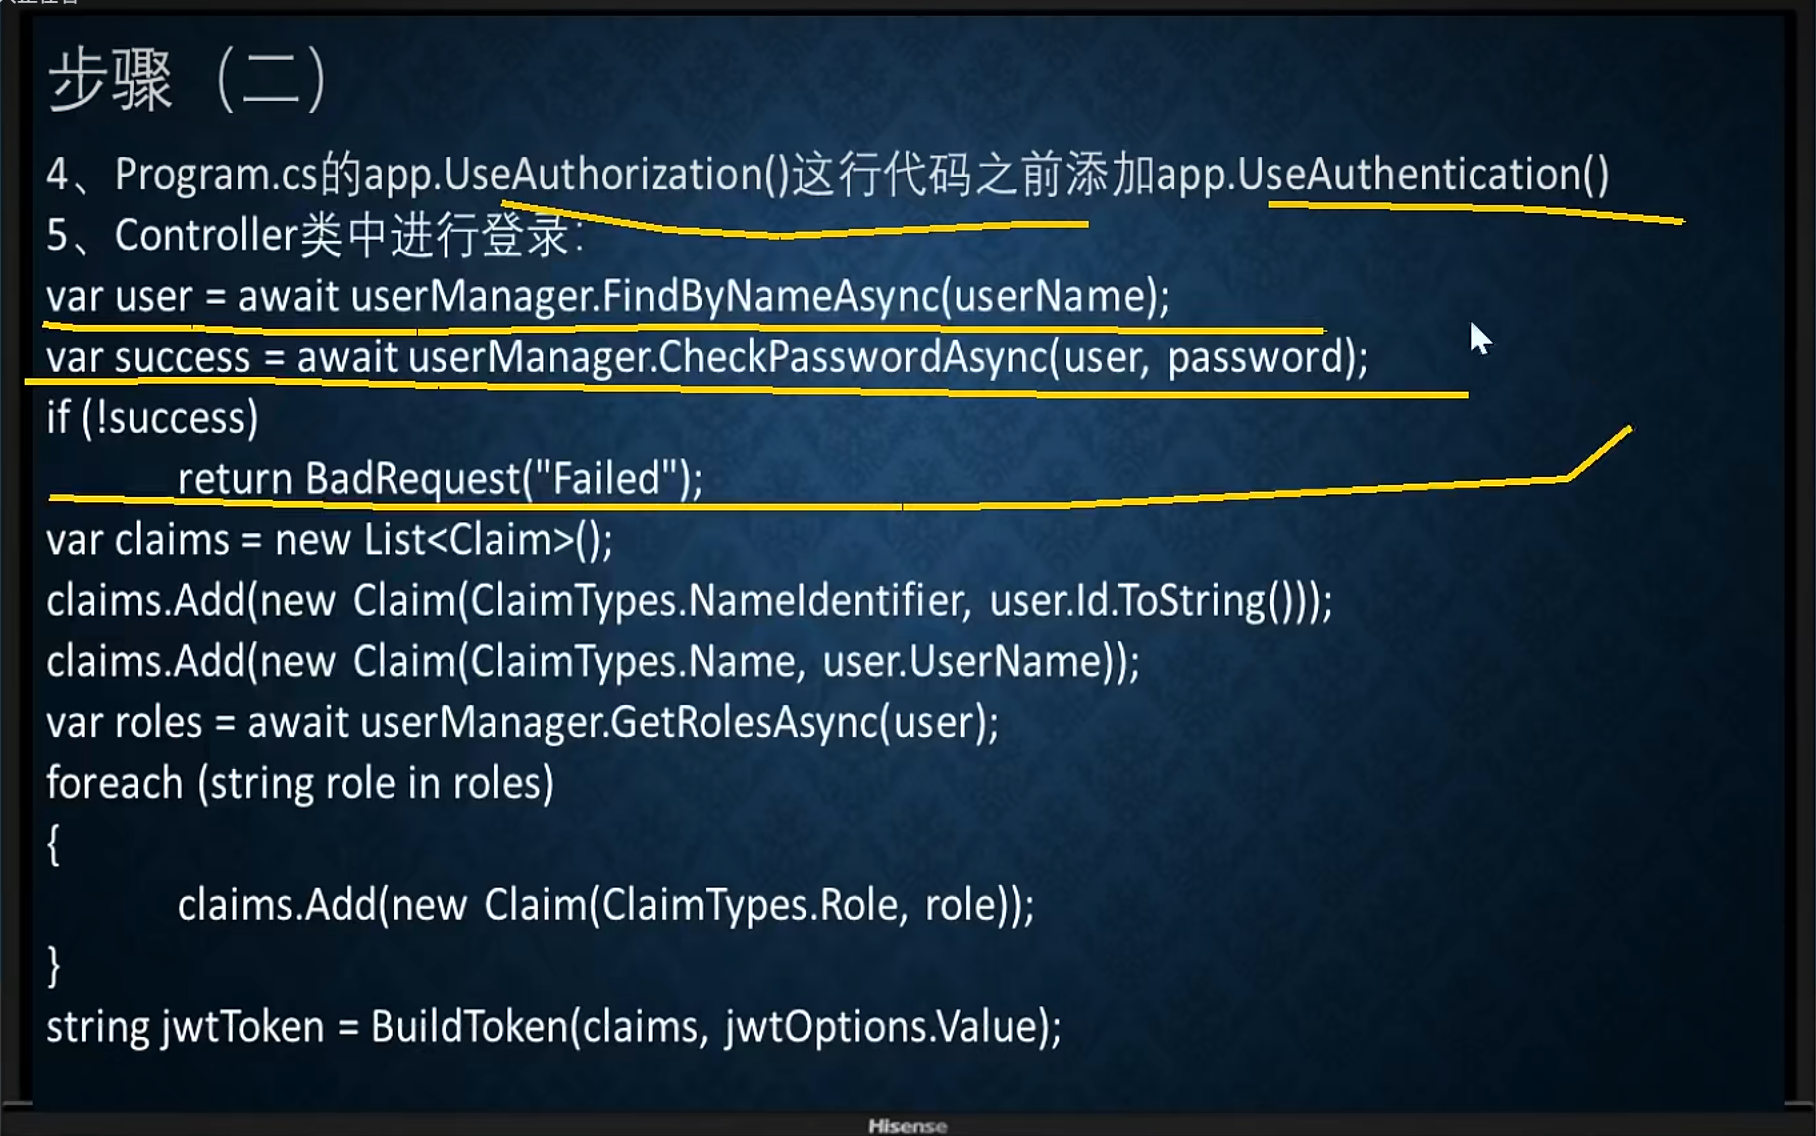 步骤（二）
4、Program.cs的app.UseAuthorization()这行代码之前添加app.UseAuthentication()
5、Controller类中进行登录：
var user = await userManager.FindByNameAsync(userName);
var success = await userManager.CheckPasswordAsync(user, password);
if (!success)
return BadRequest("Failed");
var claims = new List<Claim>();
claims.Add(new Claim(ClaimTypes.NameIdentifier, user.Id.ToString()));
claims.Add(new Claim(ClaimTypes.Name, user.UserName));
var roles = await userManager.GetRolesAsync(user);
foreach (string role in roles)
{
claims.Add(new Claim(ClaimTypes.Role, role));
}
string jwtToken = BuildToken(claims, jwtOptions.Value);
Hisense